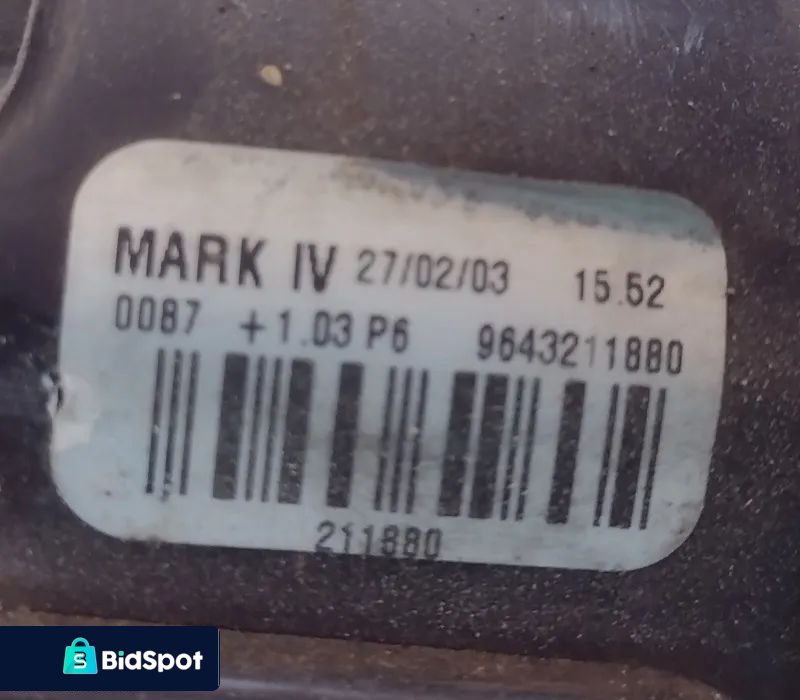 MARK IV 27/02/03 15.52
0087 +1.03 P6 9643211880
211880
BidSpot